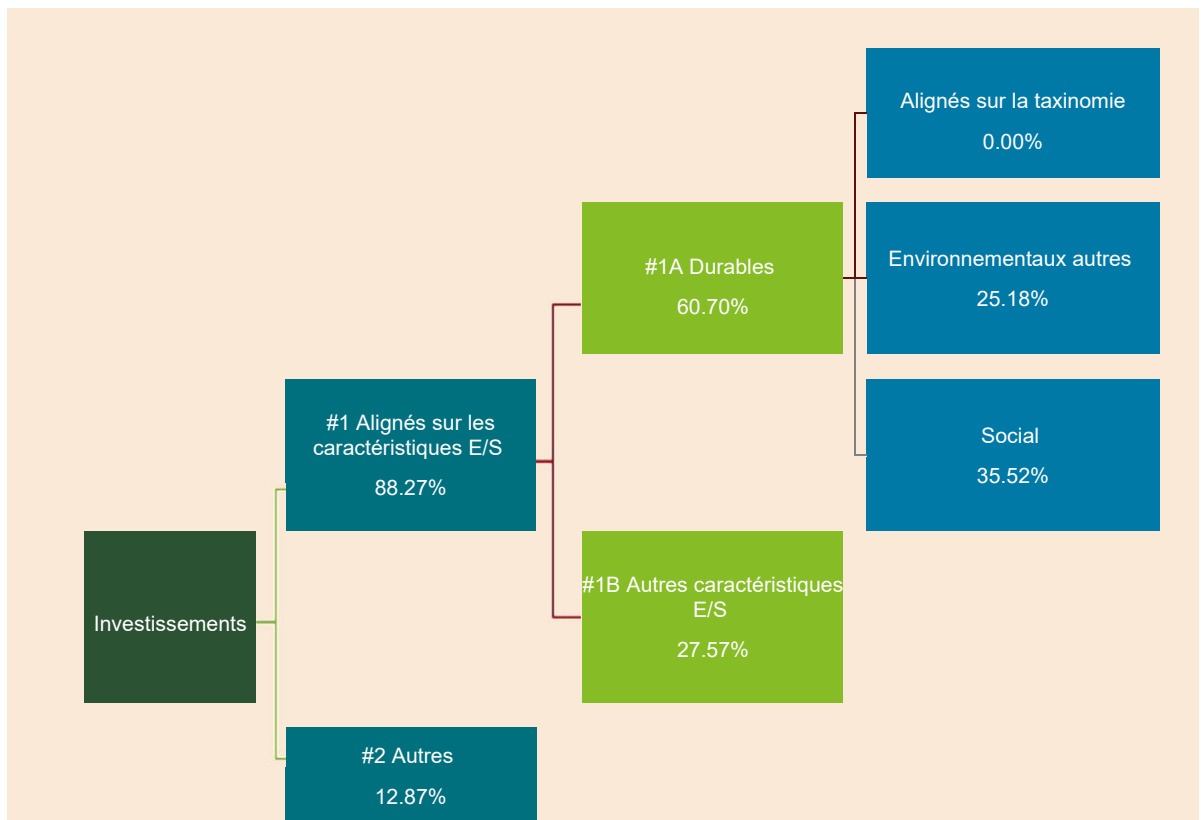 Alignés sur la taxinomie
0.00%
#1A Durables
60.70%
Environnementaux autres
25.18%
#1 Alignés sur les
caractéristiques E/S
88.27%
Social
35.52%
Investissements
#1B Autres caractéristiques
E/S
27.57%
#2 Autres
12.87%